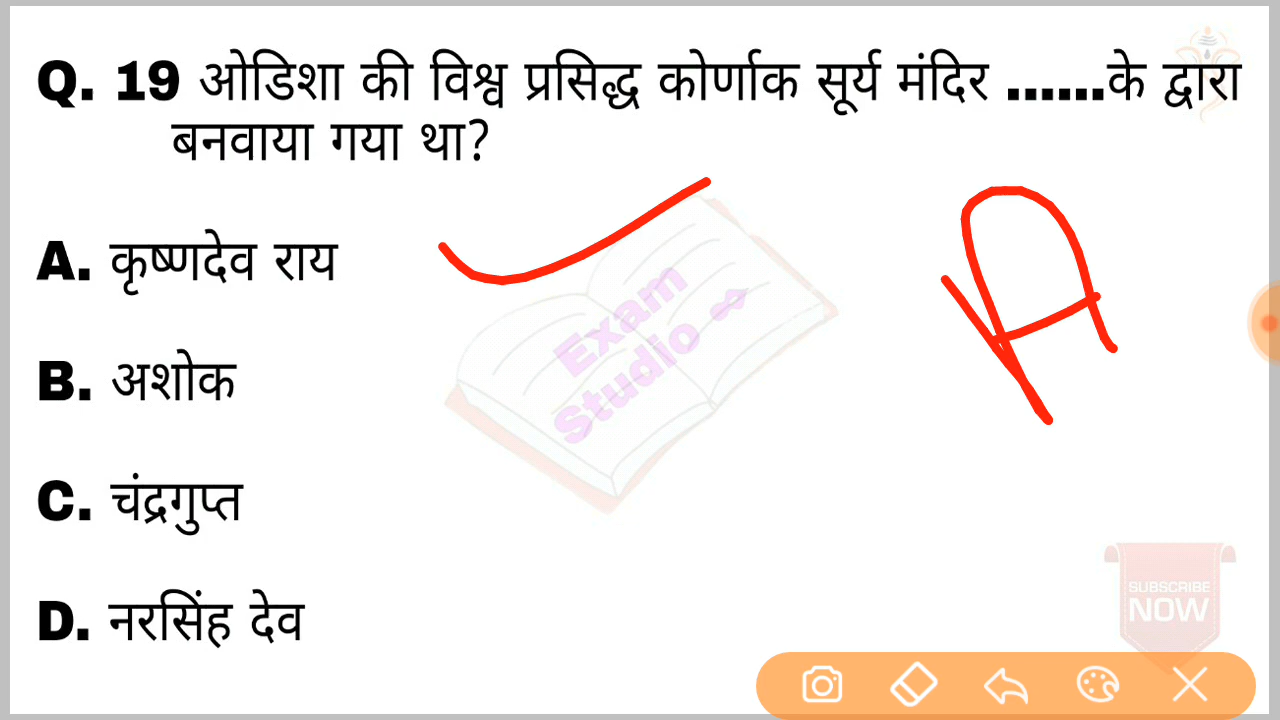 Q. 19 ओडिशा की विश्व प्रसिद्ध कोर्णाक सूर्य मंदिर ......के द्वारा
बनवाया गया था?
A. कृष्णदेव राय
A
Exam
Studio
B. अशोक
C. चंद्रगुप्त
D. नरसिंह देव
SUBSCRIBE
NOW